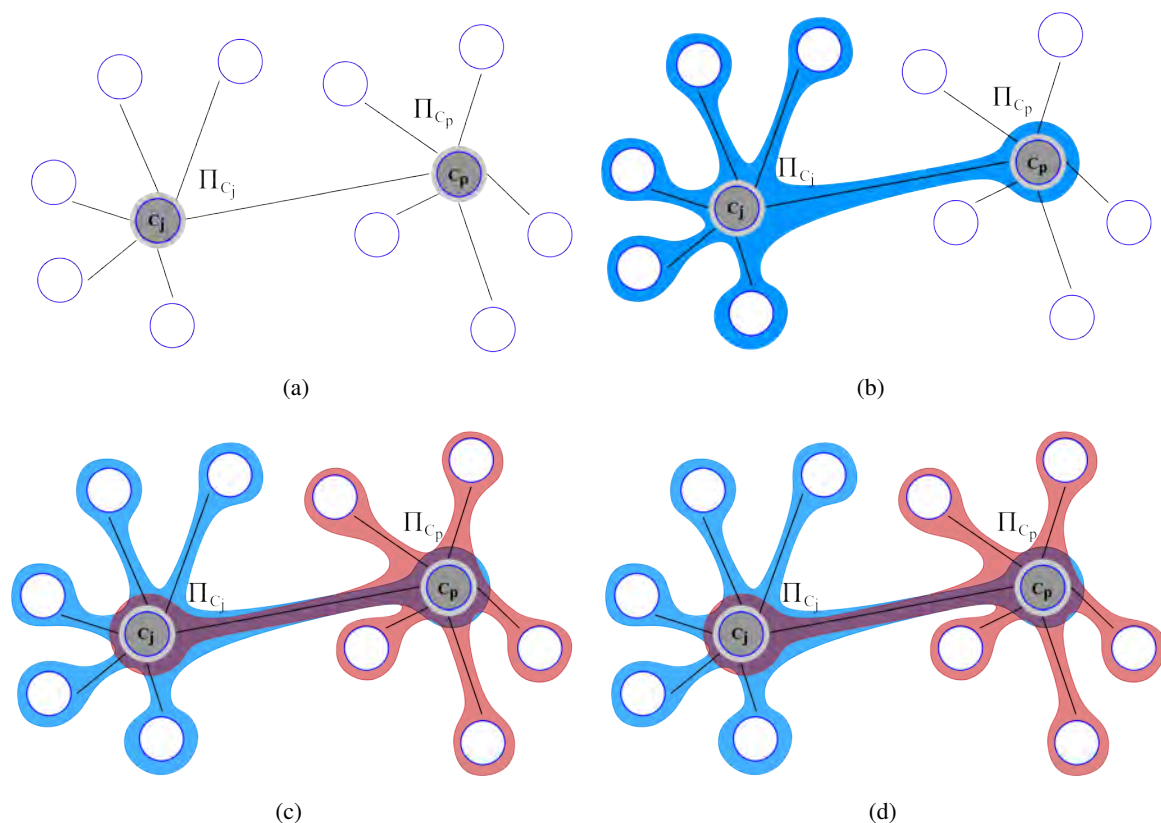 Π_{C_p}
Π_{C_j}
C_j
C_p
(a)
Π_{C_p}
Π_{C_j}
C_j
C_p
(b)
Π_{C_p}
Π_{C_j}
C_j
C_p
(c)
Π_{C_p}
Π_{C_j}
C_j
C_p
(d)